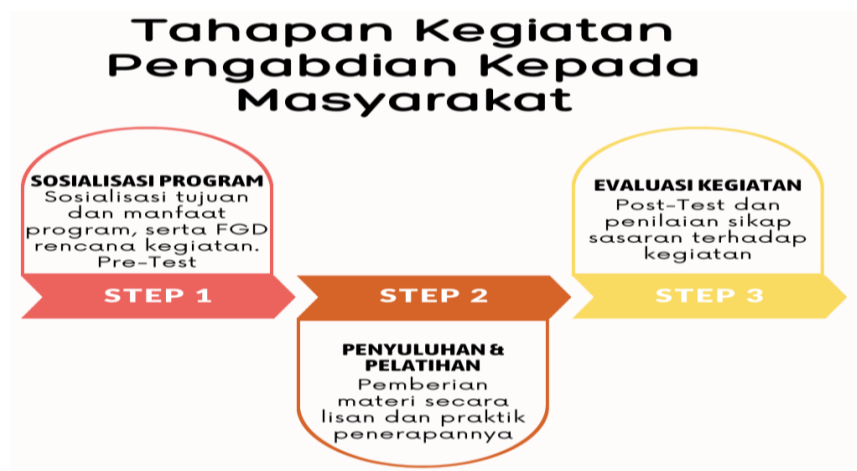 Tahapan Kegiatan
Pengabdian Kepada
Masyarakat
SOSIALISASI PROGRAM
Sosialisasi tujuan
dan manfaat
program, serta FGD
rencana kegiatan.
Pre-Test
STEP 1
STEP 2
PENYULUHAN &
PELATIHAN
Pemberian
materi secara
lisan dan praktik
penerapannya
EVALUASI KEGIATAN
Post-Test dan
penilaian sikap
sasaran terhadap
kegiatan
STEP 3